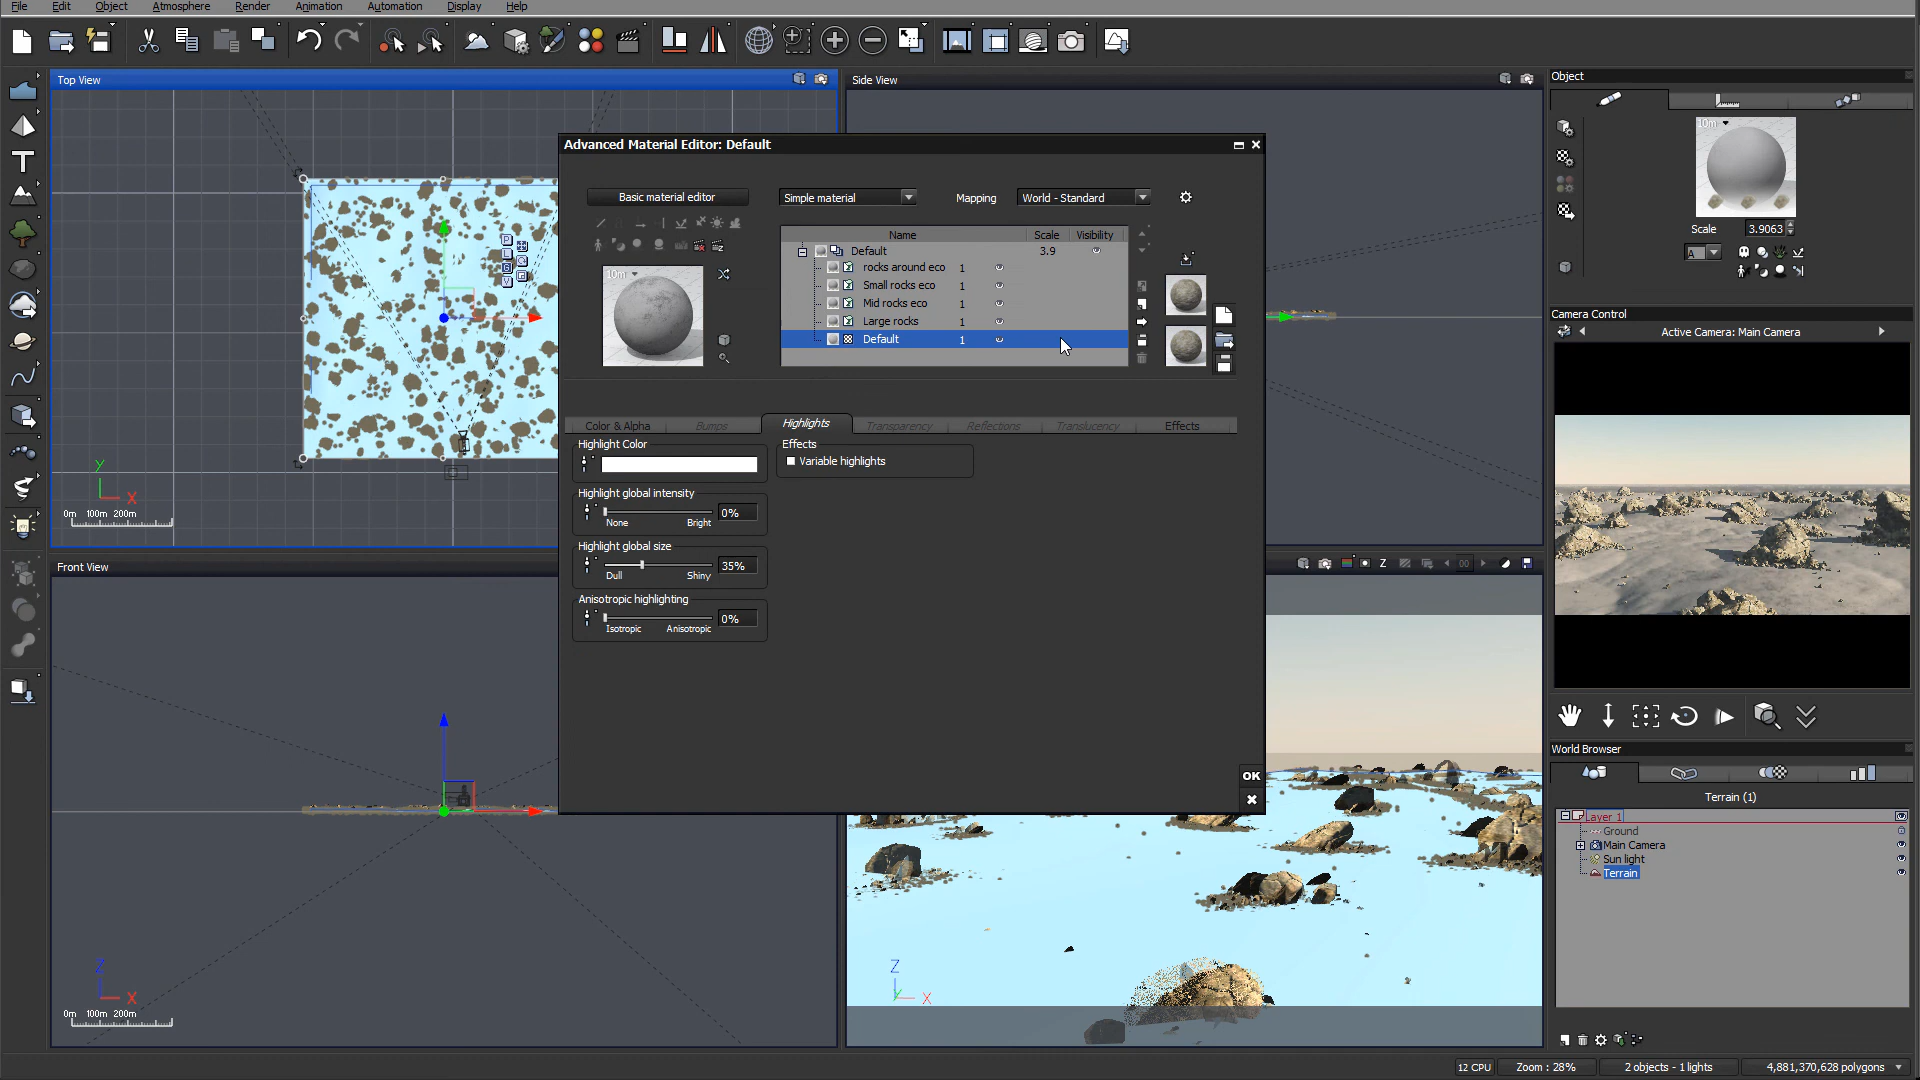 File Edit Object Atmosphere Render Animation Automation Display Help
Top View
Side View
Object
Advanced Material Editor: Default
10m
Basic material editor
Simple material
Mapping
World - Standard
Scale
3.9063
A
Name Scale Visibility
Default 3.9
rocks around eco 1
Small rocks eco 1
Mid rocks eco 1
Large rocks 1
Default 1
10m
P
L
G
V
Camera Control
Active Camera: Main Camera
Color & Alpha Bumps Highlights Transparency Reflections Translucency Effects
Highlight Color
Effects
Variable highlights
Highlight global intensity
0%
None Bright
Highlight global size
35%
Dull Shiny
Anisotropic highlighting
0%
Isotropic Anisotropic
OK
Y
X
0m 100m 200m
Front View
Z
00
World Browser
Terrain (1)
Layer 1
Ground
Main Camera
Sun light
Terrain
Z
X
0m 100m 200m
Z
Y
X
12 CPU
Zoom : 28%
2 objects - 1 lights
4,881,370,628 polygons